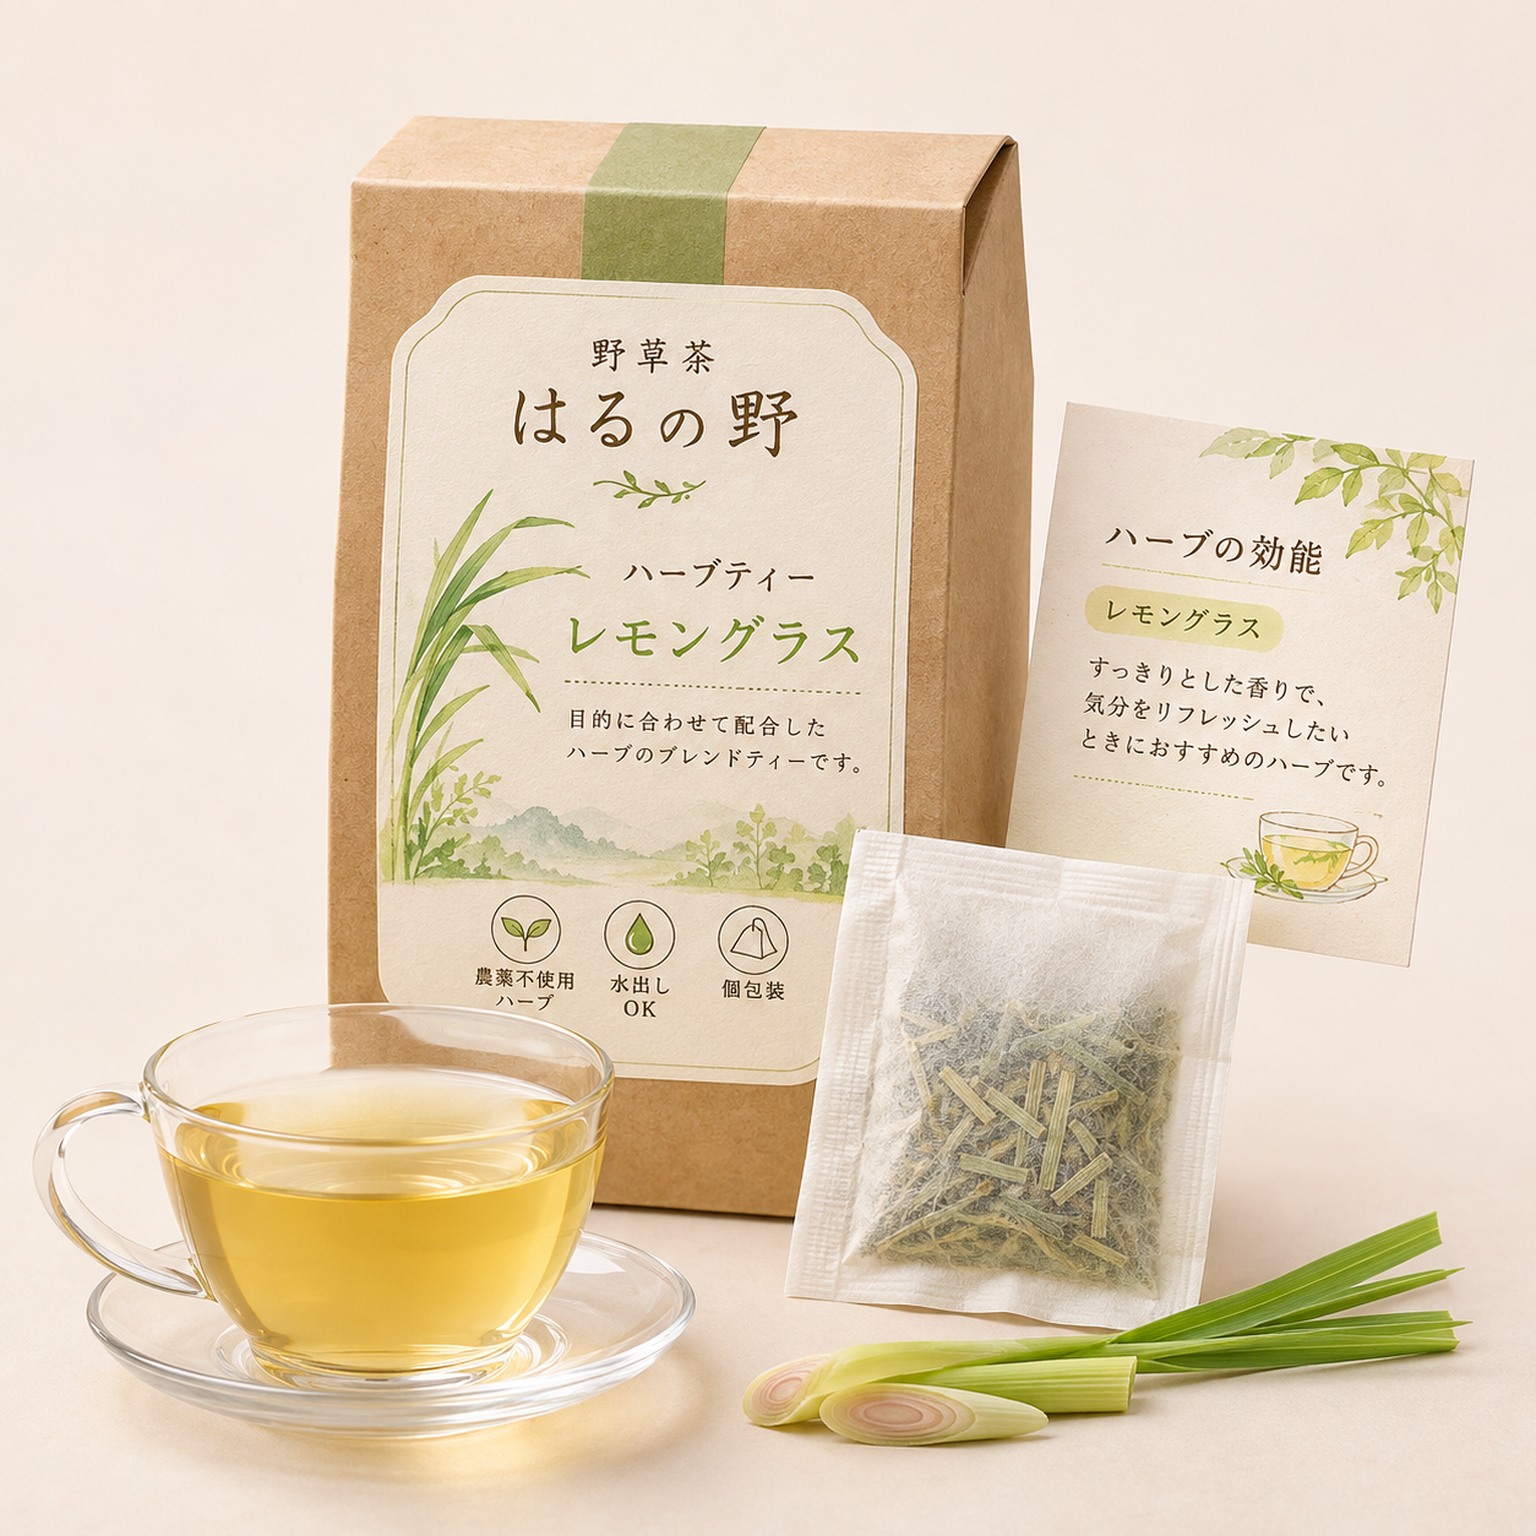 野草茶
はるの野
ハーブティー
レモングラス
目的に合わせて配合した
ハーブのブレンドティーです。
農薬不使用
ハーブ
水出し
OK
個包装
ハーブの効能
レモングラス
すっきりとした香りで、
気分をリフレッシュしたい
ときにおすすめのハーブです。